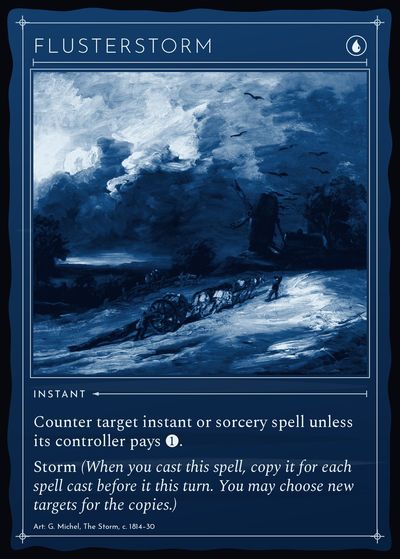 FLUSTERSTORM
INSTANT
Counter target instant or sorcery spell unless
its controller pays 1.
Storm (When you cast this spell, copy it for each
spell cast before it this turn. You may choose new
targets for the copies.)
Art: G. Michel, The Storm, c. 1814–30